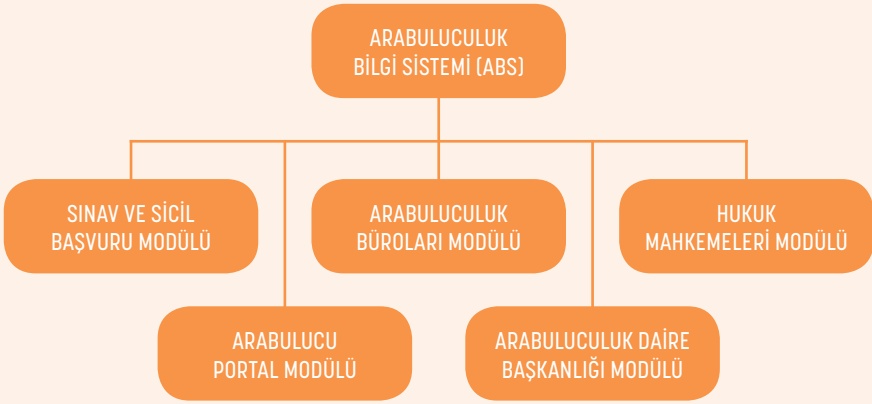 ARABULUCULUK
BİLGİ SİSTEMİ (ABS)
SINAV VE SİCİL
BAŞVURU MODÜLÜ
ARABULUCULUK
BÜROLARI MODÜLÜ
HUKUK
MAHKEMELERİ MODÜLÜ
ARABULUCU
PORTAL MODÜLÜ
ARABULUCULUK DAİRE
BAŞKANLIĞI MODÜLÜ